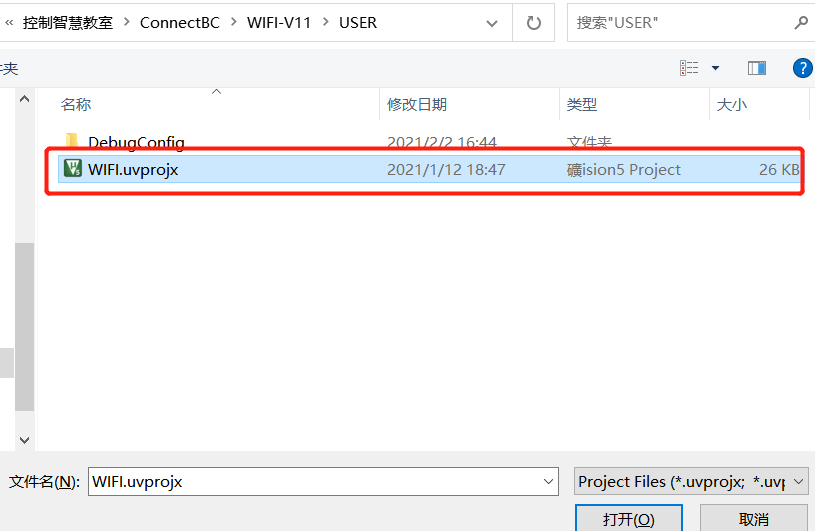 « 控制智慧教室 › ConnectBC › WIFI-V11 › USER 搜索"USER"
夹
名称 修改日期 类型 大小
DebugConfig 2021/2/2 16:44 文件夹
WIFI.uvprojx 2021/1/12 18:47 礦ision5 Project 26 KB
文件名(N): WIFI.uvprojx Project Files (*.uvprojx; *.uvp
打开(O) 取消